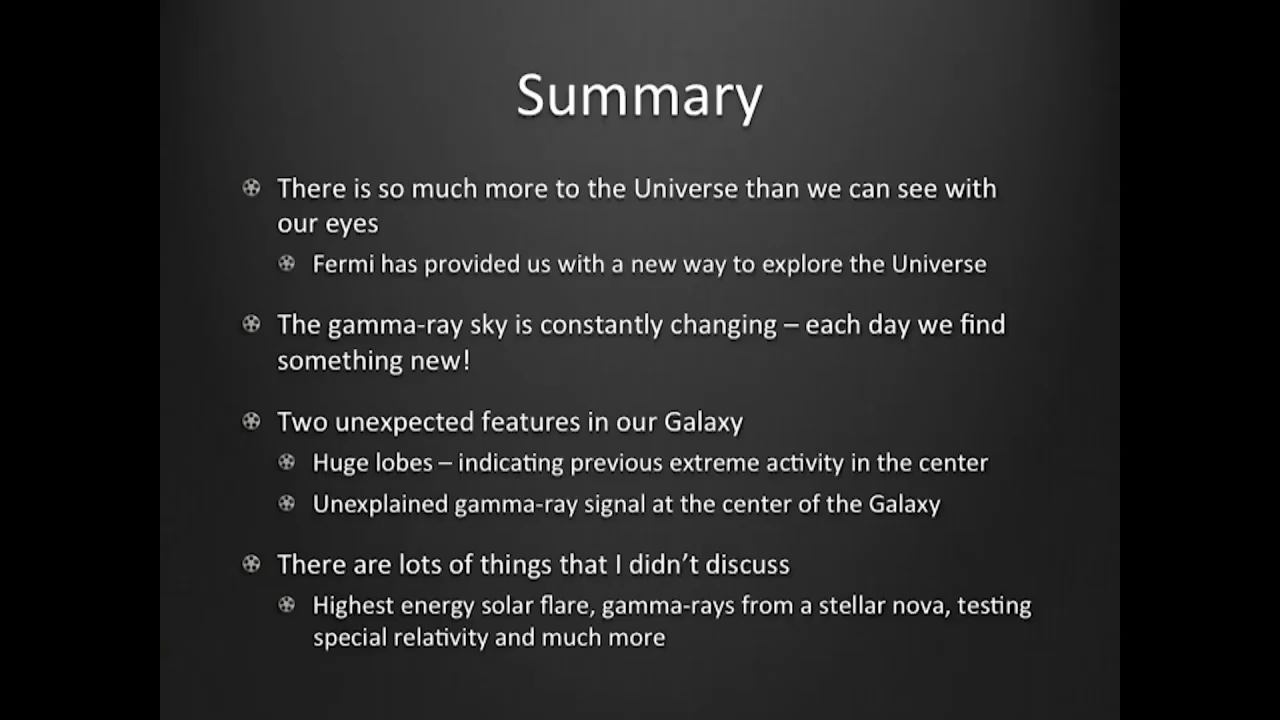 Summary
There is so much more to the Universe than we can see with
our eyes
Fermi has provided us with a new way to explore the Universe
The gamma-ray sky is constantly changing – each day we find
something new!
Two unexpected features in our Galaxy
Huge lobes – indicating previous extreme activity in the center
Unexplained gamma-ray signal at the center of the Galaxy
There are lots of things that I didn’t discuss
Highest energy solar flare, gamma-rays from a stellar nova, testing
special relativity and much more